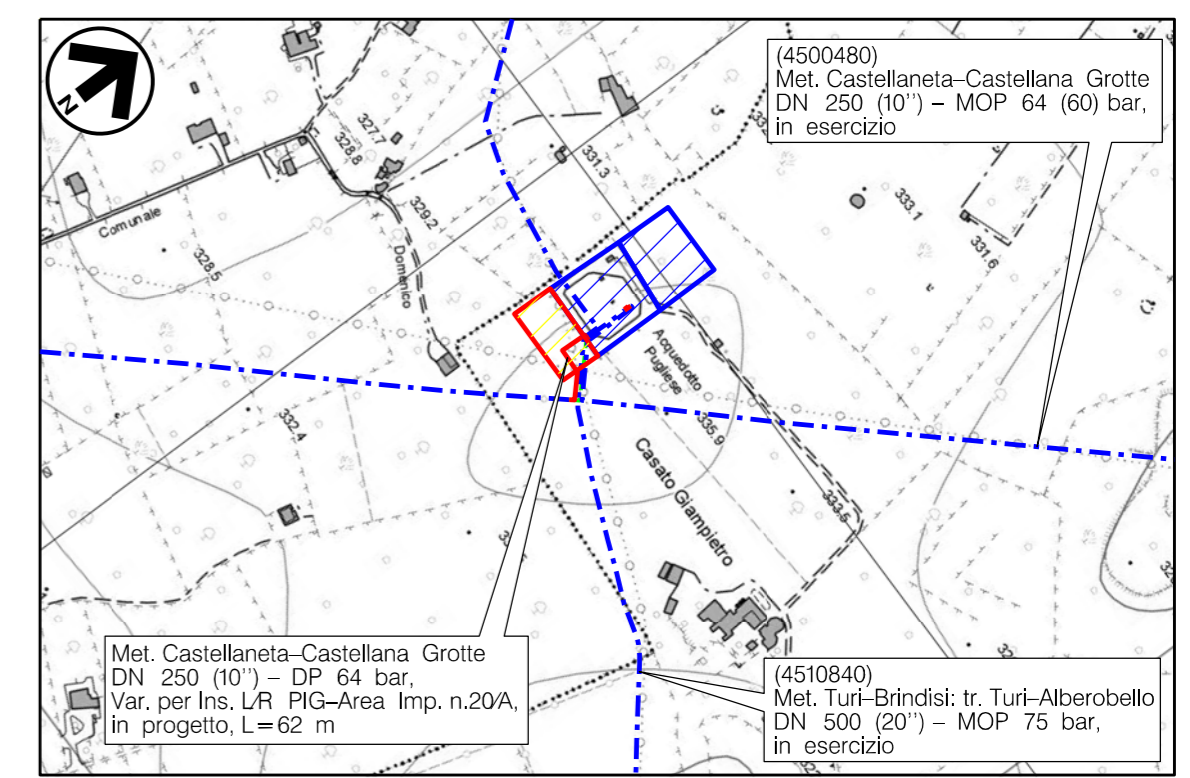 N
(4500480)
Met. Castellaneta–Castellana Grotte
DN 250 (10'') – MOP 64 (60) bar,
in esercizio
327.7
328.8
331.3
329.2
333.1
331.6
Comunale
328.5
Domenico
Acquedotto
Pugliese
335.9
332.4
Casato Giampietro
333.5
Met. Castellaneta–Castellana Grotte
DN 250 (10'') – DP 64 bar,
Var. per Ins. L/R PIG–Area Imp. n.20/A,
in progetto, L=62 m
(4510840)
Met. Turi–Brindisi: tr. Turi–Alberobello
DN 500 (20'') – MOP 75 bar,
in esercizio